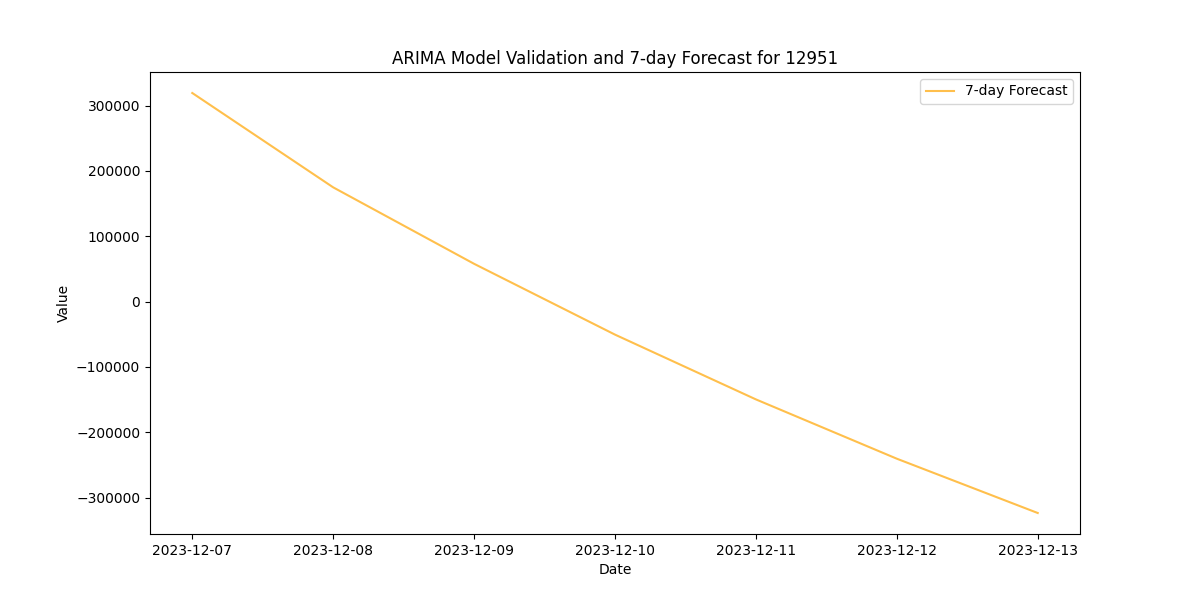 ARIMA Model Validation and 7-day Forecast for 12951
7-day Forecast
300000
200000
100000
0
−100000
−200000
−300000
Value
2023-12-07 2023-12-08 2023-12-09 2023-12-10 2023-12-11 2023-12-12 2023-12-13
Date